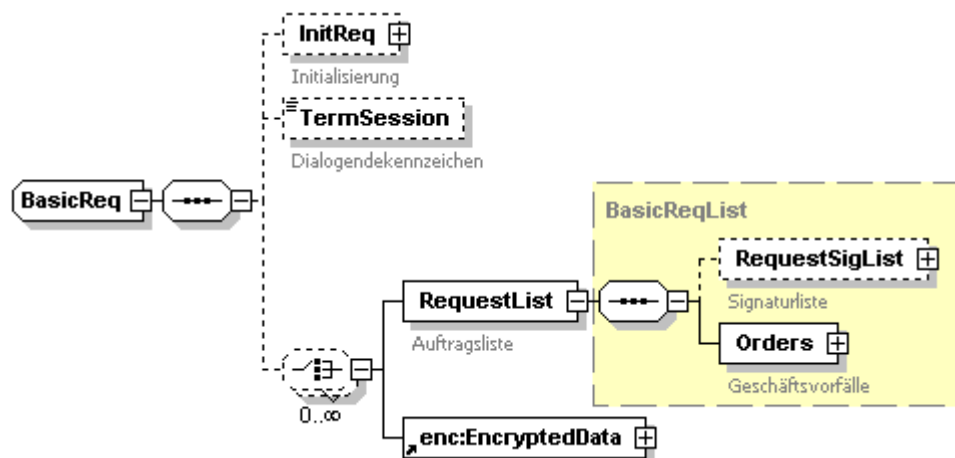 InitReq
Initialisierung
TermSession
Dialogendekennzeichen
BasicReq
BasicReqList
RequestSigList
Signaturliste
RequestList
Auftragsliste
Orders
Geschäftsvorfälle
0..∞
enc:EncryptedData